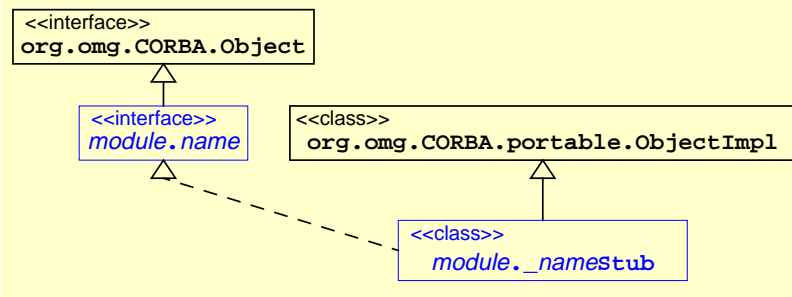 <<interface>>
org.omg.CORBA.Object
<<interface>>
module.name
<<class>>
org.omg.CORBA.portable.ObjectImpl
<<class>>
module._nameStub